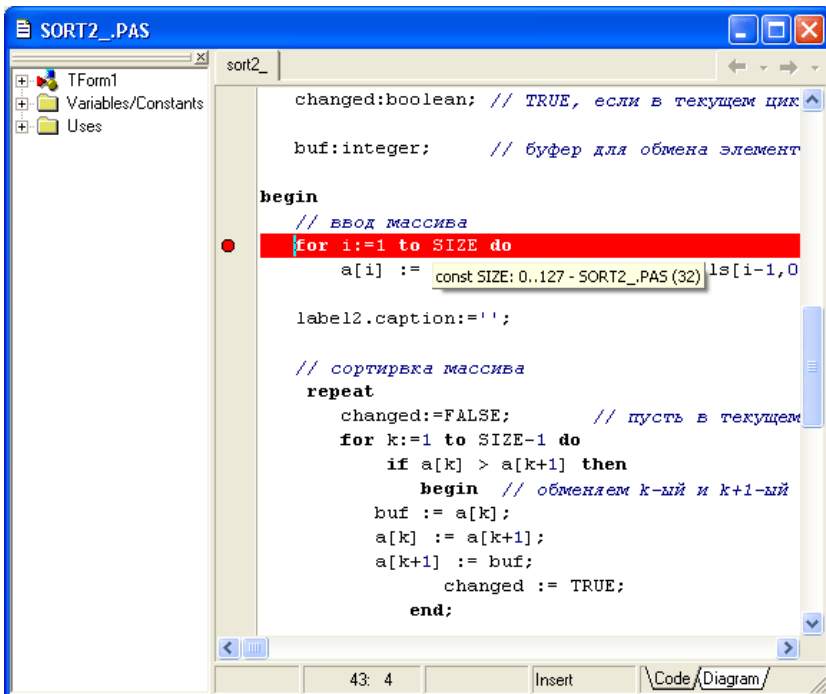 SORT2_.PAS
TForm1
Variables/Constants
Uses
sort2_
changed:boolean; // TRUE, если в текущем цик
buf:integer; // буфер для обмена элемент
begin
// ввод массива
for i:=1 to SIZE do
a[i] := ls[i-1,0
const SIZE: 0..127 - SORT2_.PAS (32)
label2.caption:='';
// сортирвка массива
repeat
changed:=FALSE; // пусть в текущем
for k:=1 to SIZE-1 do
if a[k] > a[k+1] then
begin // обменяем k-ый и k+1-ый
buf := a[k];
a[k] := a[k+1];
a[k+1] := buf;
changed := TRUE;
end;
43: 4
Insert
\Code/Diagram/